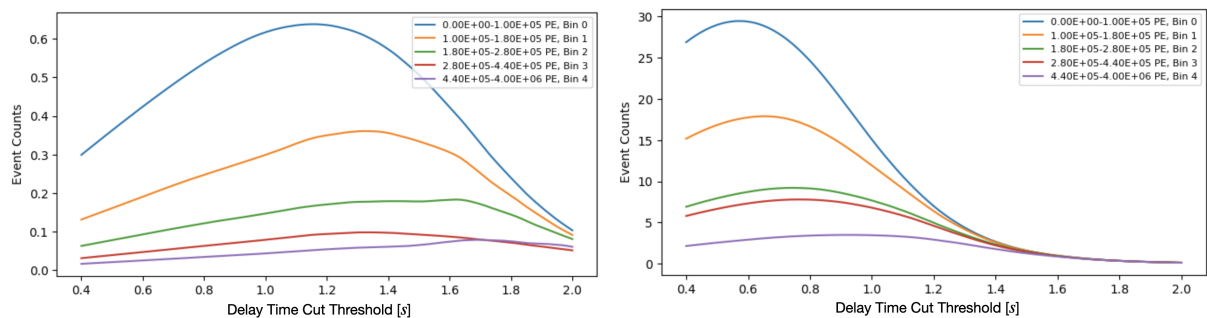 0.00E+00-1.00E+05 PE, Bin 0
1.00E+05-1.80E+05 PE, Bin 1
1.80E+05-2.80E+05 PE, Bin 2
2.80E+05-4.40E+05 PE, Bin 3
4.40E+05-4.00E+06 PE, Bin 4
Event Counts
0.6
0.5
0.4
0.3
0.2
0.1
0.0
0.4 0.6 0.8 1.0 1.2 1.4 1.6 1.8 2.0
Delay Time Cut Threshold [s]
0.00E+00-1.00E+05 PE, Bin 0
1.00E+05-1.80E+05 PE, Bin 1
1.80E+05-2.80E+05 PE, Bin 2
2.80E+05-4.40E+05 PE, Bin 3
4.40E+05-4.00E+06 PE, Bin 4
Event Counts
30
25
20
15
10
5
0
0.4 0.6 0.8 1.0 1.2 1.4 1.6 1.8 2.0
Delay Time Cut Threshold [s]